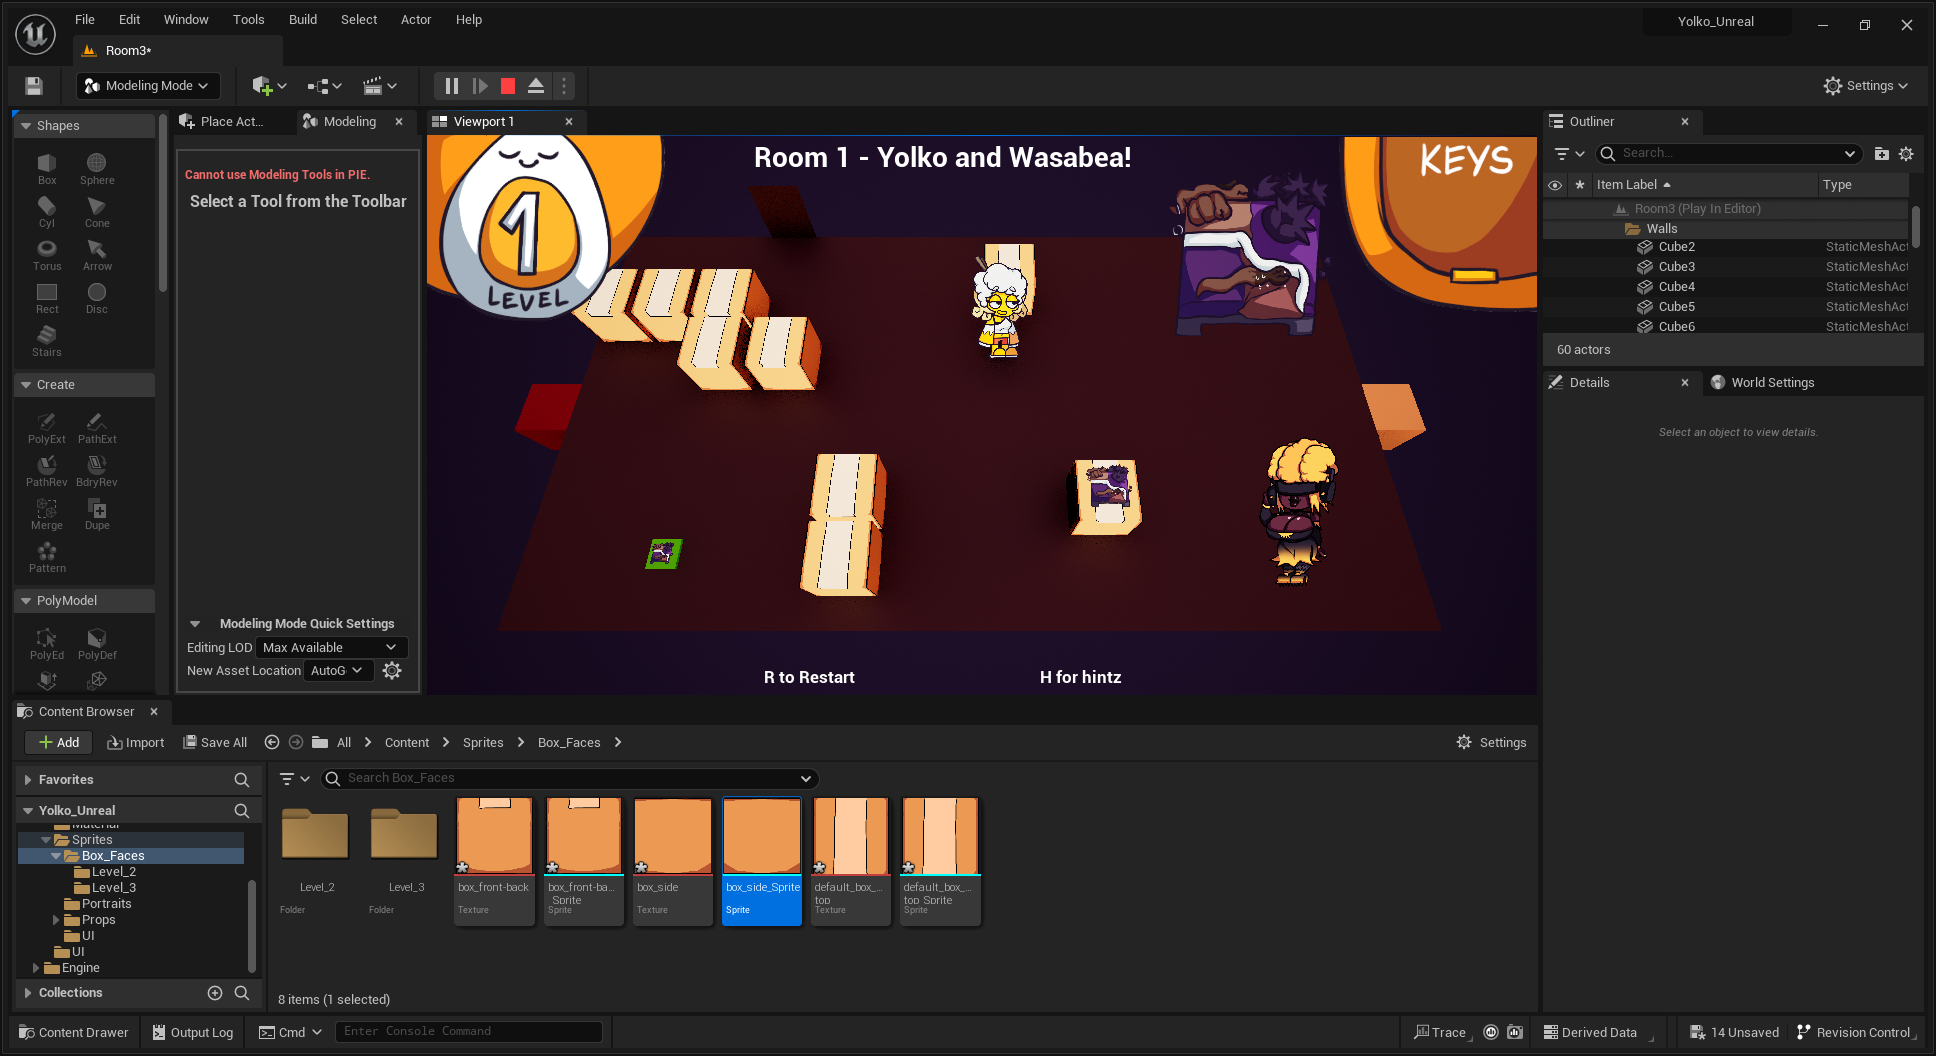 File Edit Window Tools Build Select Actor Help
Yolko_Unreal
Room3*
Modeling Mode
Settings
Shapes
Place Act...
Modeling
Viewport 1
Outliner
Box Sphere
Cyl Cone
Torus Arrow
Rect Disc
Stairs
Create
PolyExt PathExt
PathRev BdryRev
Merge Dupe
Pattern
PolyModel
PolyEd PolyDef
Cannot use Modeling Tools in PIE.
Select a Tool from the Toolbar
Modeling Mode Quick Settings
Editing LOD Max Available
New Asset Location AutoG
Room 1 - Yolko and Wasabea!
1
LEVEL
KEYS
R to Restart
H for hintz
Search...
Item Label Type
Room3 (Play In Editor)
Walls
Cube2 StaticMeshAct
Cube3 StaticMeshAct
Cube4 StaticMeshAct
Cube5 StaticMeshAct
Cube6 StaticMeshAct
60 actors
Details
World Settings
Select an object to view details.
Content Browser
Add Import Save All All Content Sprites Box_Faces
Settings
Favorites
Yolko_Unreal
Material
Sprites
Box_Faces
Level_2
Level_3
Portraits
Props
UI
UI
Engine
Collections
Search Box_Faces
Level_2
Folder
Level_3
Folder
box_front-back
Texture
box_front-ba...
_Sprite
Sprite
box_side
Texture
box_side_Sprite
Sprite
default_box_...
top
Texture
default_box_...
top_Sprite
Sprite
8 items (1 selected)
Content Drawer
Output Log
Cmd
Enter Console Command
Trace
Derived Data
14 Unsaved
Revision Control